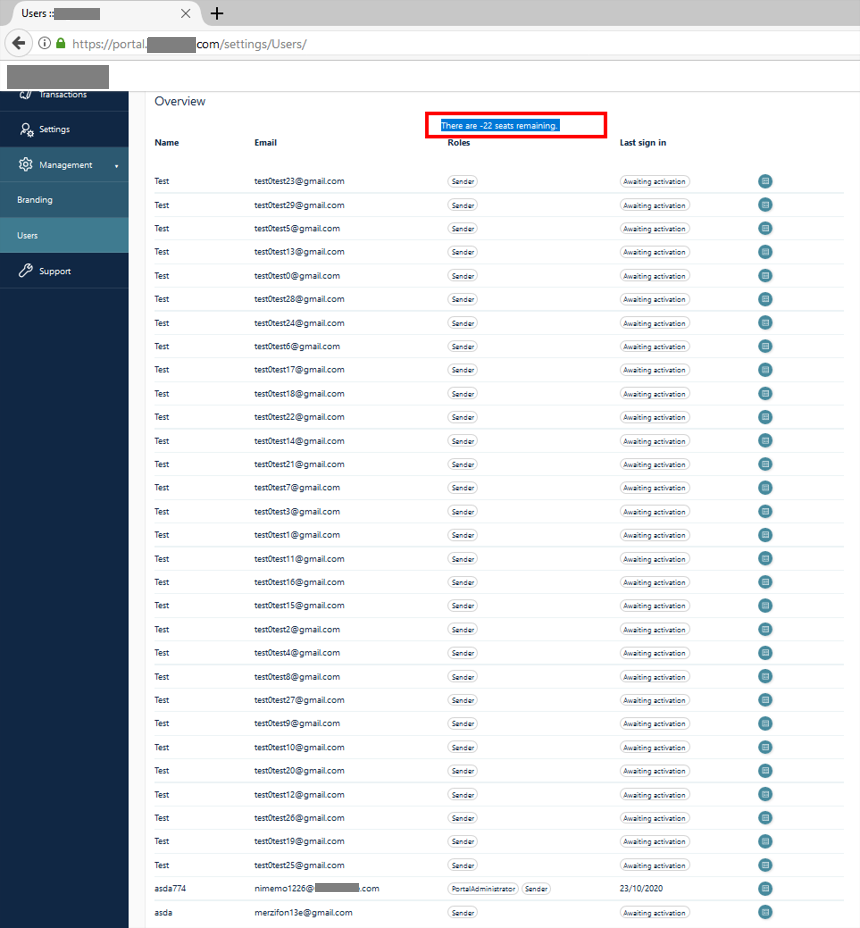 Users ::
https://portal. com/settings/Users/
Transactions
Settings
Management
Branding
Users
Support
Overview
There are -22 seats remaining.
Name Email Roles Last sign in
Test test0test23@gmail.com Sender Awaiting activation
Test test0test29@gmail.com Sender Awaiting activation
Test test0test5@gmail.com Sender Awaiting activation
Test test0test13@gmail.com Sender Awaiting activation
Test test0test0@gmail.com Sender Awaiting activation
Test test0test28@gmail.com Sender Awaiting activation
Test test0test24@gmail.com Sender Awaiting activation
Test test0test6@gmail.com Sender Awaiting activation
Test test0test17@gmail.com Sender Awaiting activation
Test test0test18@gmail.com Sender Awaiting activation
Test test0test22@gmail.com Sender Awaiting activation
Test test0test14@gmail.com Sender Awaiting activation
Test test0test21@gmail.com Sender Awaiting activation
Test test0test7@gmail.com Sender Awaiting activation
Test test0test3@gmail.com Sender Awaiting activation
Test test0test1@gmail.com Sender Awaiting activation
Test test0test11@gmail.com Sender Awaiting activation
Test test0test16@gmail.com Sender Awaiting activation
Test test0test15@gmail.com Sender Awaiting activation
Test test0test2@gmail.com Sender Awaiting activation
Test test0test4@gmail.com Sender Awaiting activation
Test test0test8@gmail.com Sender Awaiting activation
Test test0test27@gmail.com Sender Awaiting activation
Test test0test9@gmail.com Sender Awaiting activation
Test test0test10@gmail.com Sender Awaiting activation
Test test0test20@gmail.com Sender Awaiting activation
Test test0test12@gmail.com Sender Awaiting activation
Test test0test26@gmail.com Sender Awaiting activation
Test test0test19@gmail.com Sender Awaiting activation
Test test0test25@gmail.com Sender Awaiting activation
asda774 nimemo1226@ .com PortalAdministrator Sender 23/10/2020
asda merzifon13e@gmail.com Sender Awaiting activation